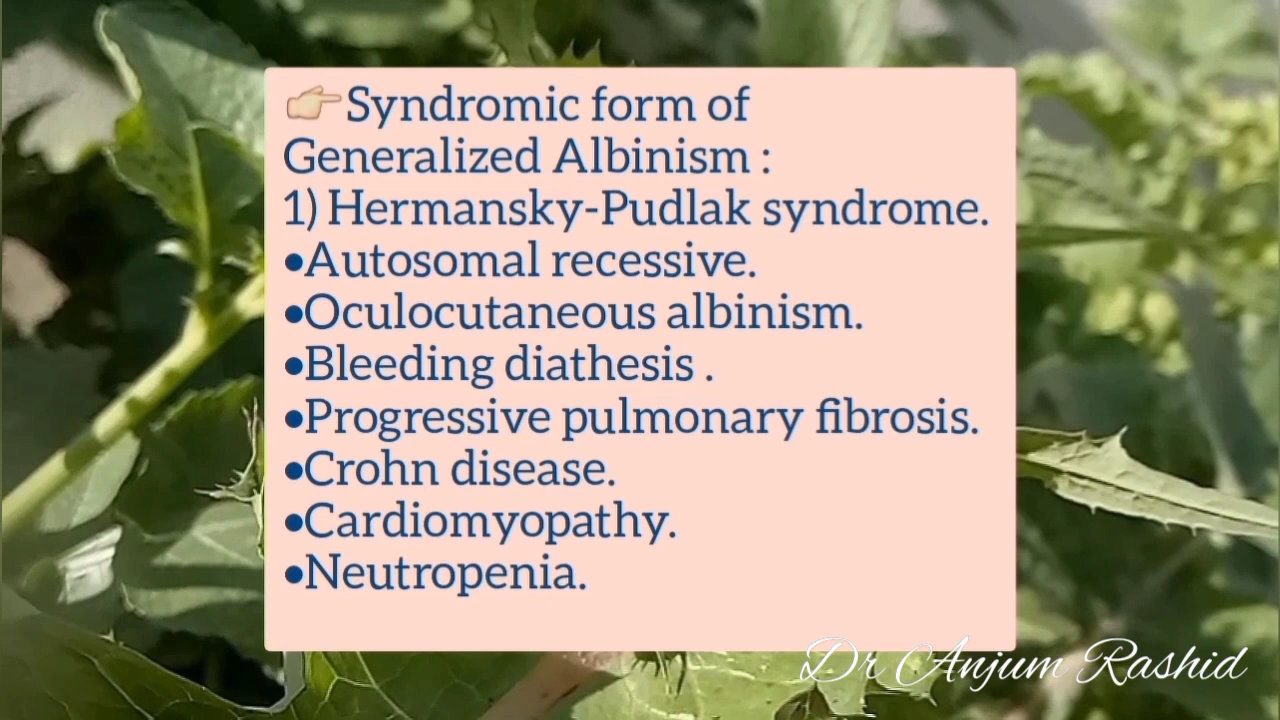 👉Syndromic form of
Generalized Albinism :
1) Hermansky-Pudlak syndrome.
•Autosomal recessive.
•Oculocutaneous albinism.
•Bleeding diathesis .
•Progressive pulmonary fibrosis.
•Crohn disease.
•Cardiomyopathy.
•Neutropenia.
Dr Anjum Rashid